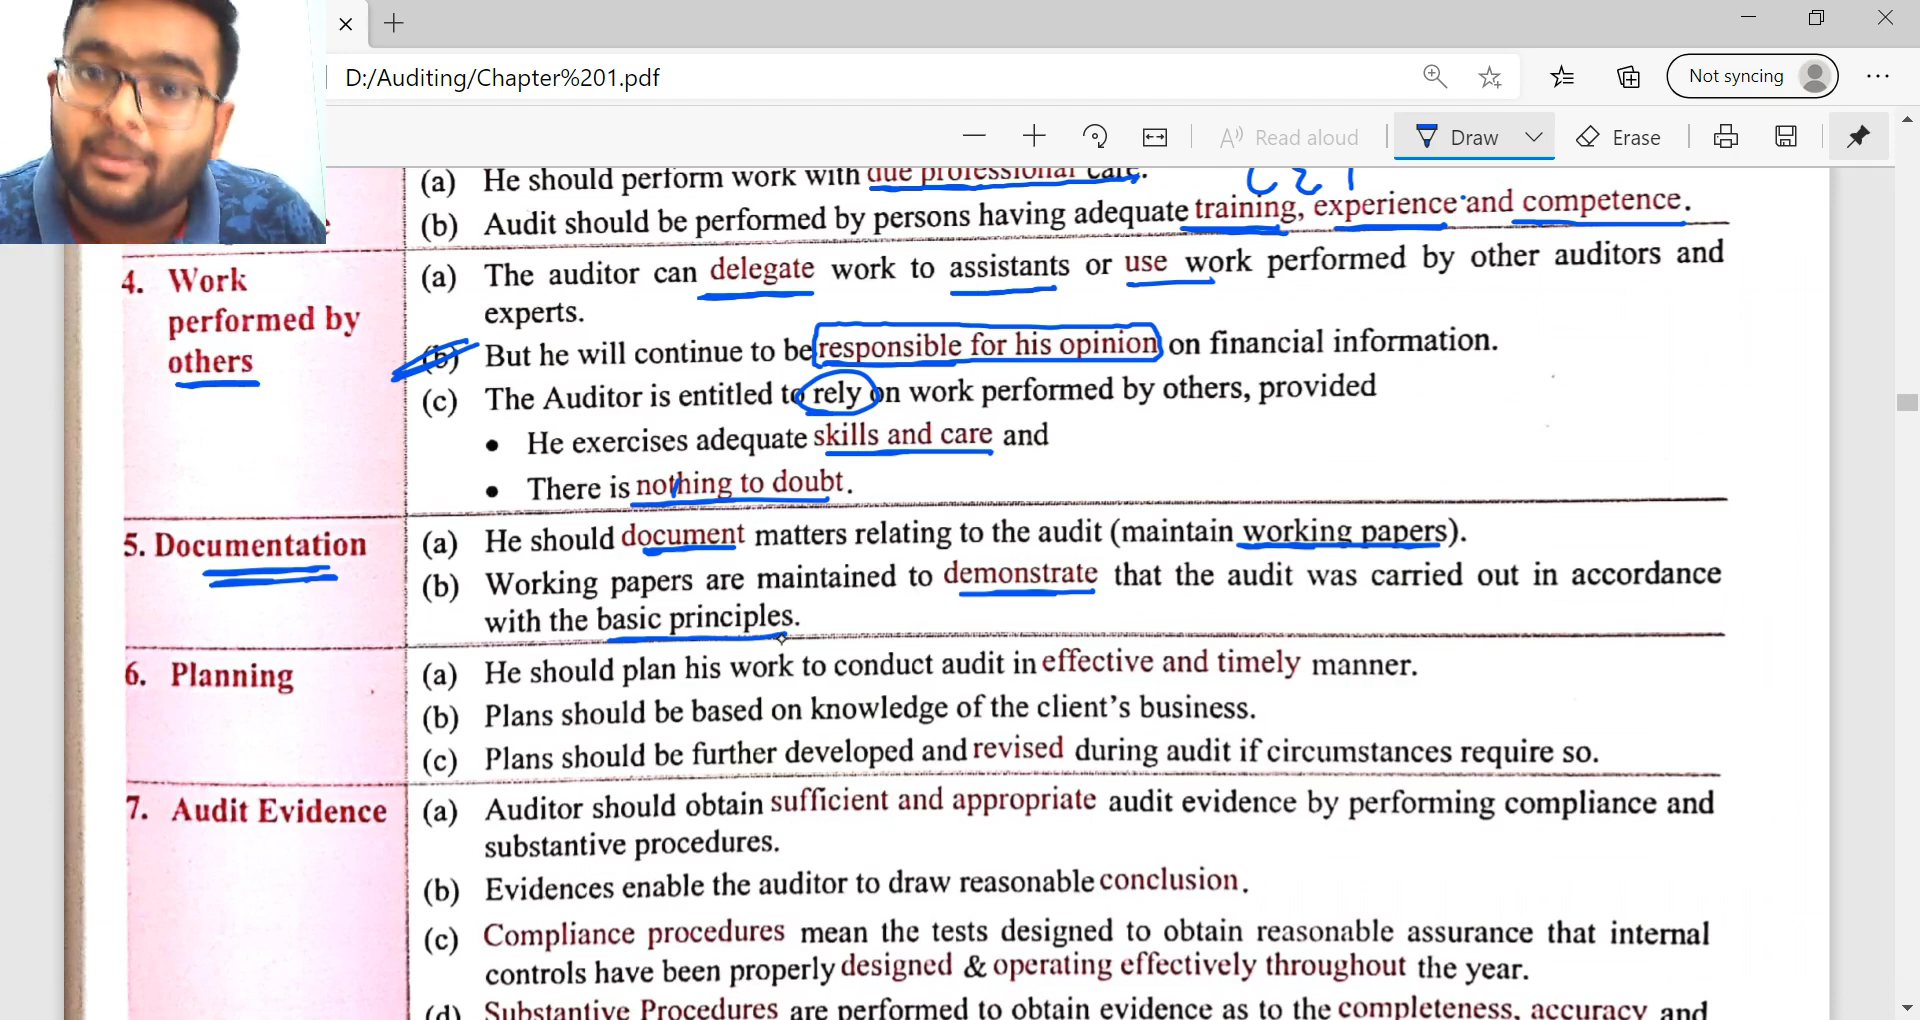 D:/Auditing/Chapter%201.pdf
Not syncing
Read aloud
Draw
Erase
(a) He should perform work with due professional care.
(b) Audit should be performed by persons having adequate training, experience and competence.
4. Work performed by others
(a) The auditor can delegate work to assistants or use work performed by other auditors and
experts.
(b) But he will continue to be responsible for his opinion on financial information.
(c) The Auditor is entitled to rely on work performed by others, provided
• He exercises adequate skills and care and
• There is nothing to doubt.
5. Documentation
(a) He should document matters relating to the audit (maintain working papers).
(b) Working papers are maintained to demonstrate that the audit was carried out in accordance
with the basic principles.
6. Planning
(a) He should plan his work to conduct audit in effective and timely manner.
(b) Plans should be based on knowledge of the client's business.
(c) Plans should be further developed and revised during audit if circumstances require so.
7. Audit Evidence
(a) Auditor should obtain sufficient and appropriate audit evidence by performing compliance and
substantive procedures.
(b) Evidences enable the auditor to draw reasonable conclusion.
(c) Compliance procedures mean the tests designed to obtain reasonable assurance that internal
controls have been properly designed & operating effectively throughout the year.
(d) Substantive Procedures are performed to obtain evidence as to the completeness, accuracy and